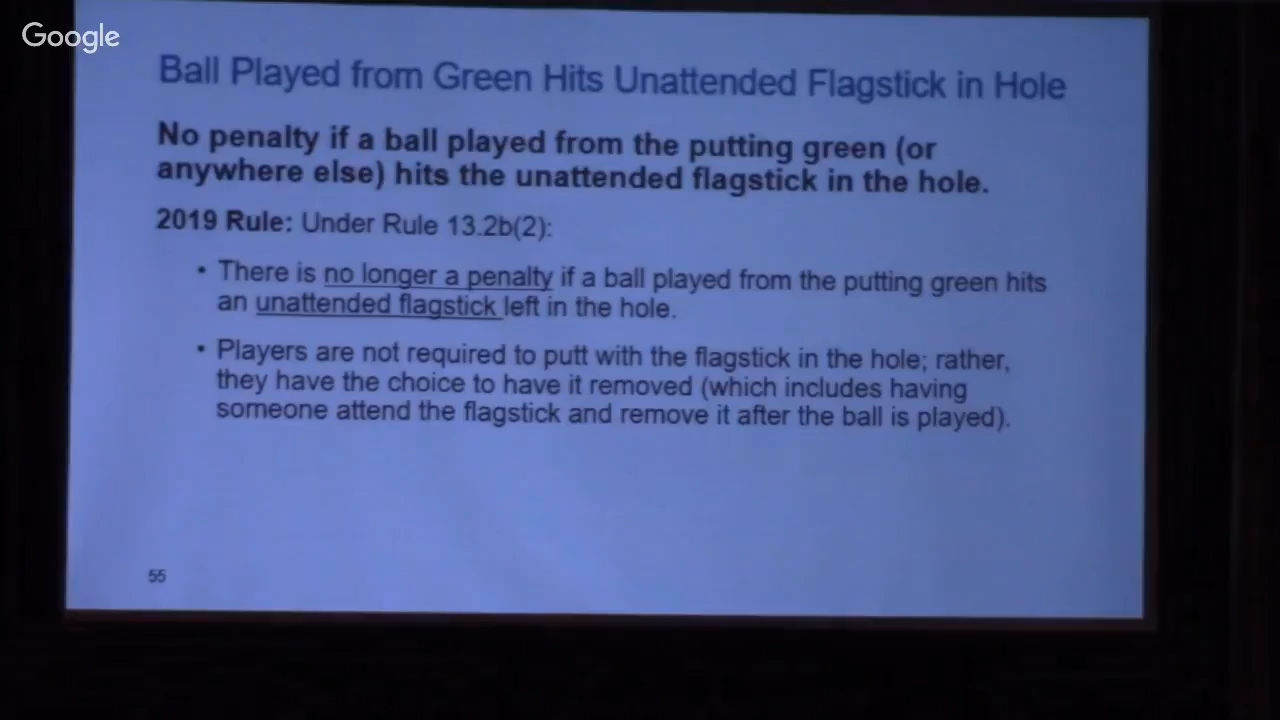 Google
Ball Played from Green Hits Unattended Flagstick in Hole
No penalty if a ball played from the putting green (or
anywhere else) hits the unattended flagstick in the hole.
2019 Rule: Under Rule 13.2b(2):
• There is no longer a penalty if a ball played from the putting green hits
an unattended flagstick left in the hole.
• Players are not required to putt with the flagstick in the hole; rather,
they have the choice to have it removed (which includes having
someone attend the flagstick and remove it after the ball is played).
55